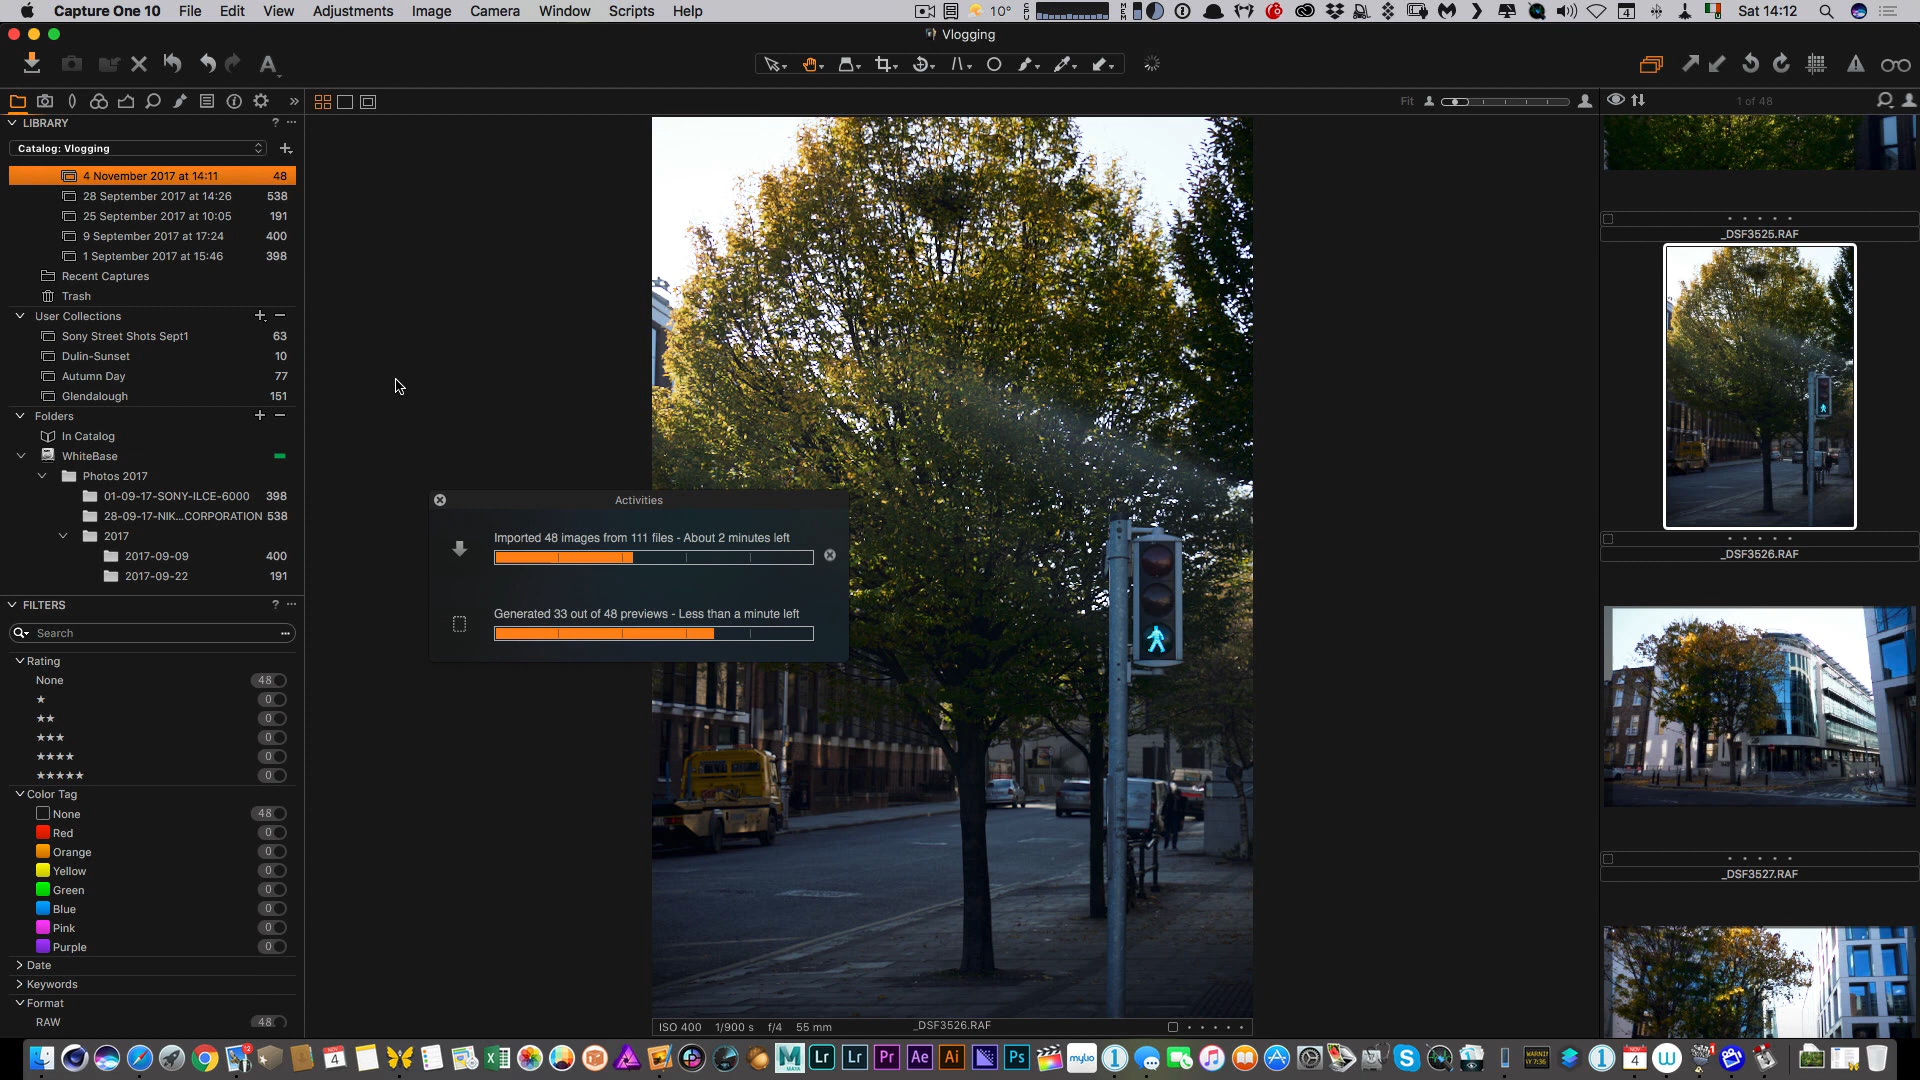 Capture One 10 File Edit View Adjustments Image Camera Window Scripts Help 10° Sat 14:12
Vlogging
Fit 1 of 48
LIBRARY ?
Catalog: Vlogging
4 November 2017 at 14:11 48
28 September 2017 at 14:26 538
25 September 2017 at 10:05 191
9 September 2017 at 17:24 400
1 September 2017 at 15:46 398
Recent Captures
Trash
User Collections
Sony Street Shots Sept1 63
Dulin-Sunset 10
Autumn Day 77
Glendalough 151
Folders
In Catalog
WhiteBase
Photos 2017
01-09-17-SONY-ILCE-6000 398
28-09-17-NIK...CORPORATION 538
2017
2017-09-09 400
2017-09-22 191
FILTERS ?
Search
Rating
None 48
0
0
0
0
0
Color Tag
None 48
Red 0
Orange 0
Yellow 0
Green 0
Blue 0
Pink 0
Purple 0
Date
Keywords
Format
RAW 48
Activities
Imported 48 images from 111 files - About 2 minutes left
Generated 33 out of 48 previews - Less than a minute left
ISO 400 1/900 s f/4 55 mm _DSF3526.RAF
_DSF3525.RAF
_DSF3526.RAF
_DSF3527.RAF
MAYA Lr Lr Pr Ae Ai Ps mylio